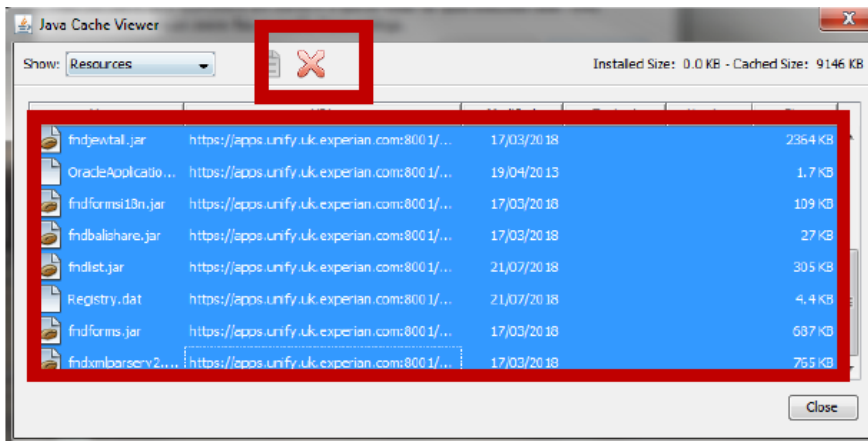 Java Cache Viewer
X
Show: Resources
Installed Size: 0.0 KB - Cached Size: 9146 KB
fndjewtall.jar https://apps.unify.uk.experian.com:8001/... 17/03/2018 2364 KB
OracleApplicatio... https://apps.unify.uk.experian.com:8001/... 19/04/2013 1.7 KB
fndformsi18n.jar https://apps.unify.uk.experian.com:8001/... 17/03/2018 109 KB
fndbalishare.jar https://apps.unify.uk.experian.com:8001/... 17/03/2018 27 KB
fndlist.jar https://apps.unify.uk.experian.com:8001/... 21/07/2018 305 KB
Registry.dat https://apps.unify.uk.experian.com:8001/... 21/07/2018 4.4 KB
fndforms.jar https://apps.unify.uk.experian.com:8001/... 17/03/2018 687 KB
fndxmlparserv2.... https://apps.unify.uk.experian.com:8001/... 17/03/2018 765 KB
Close